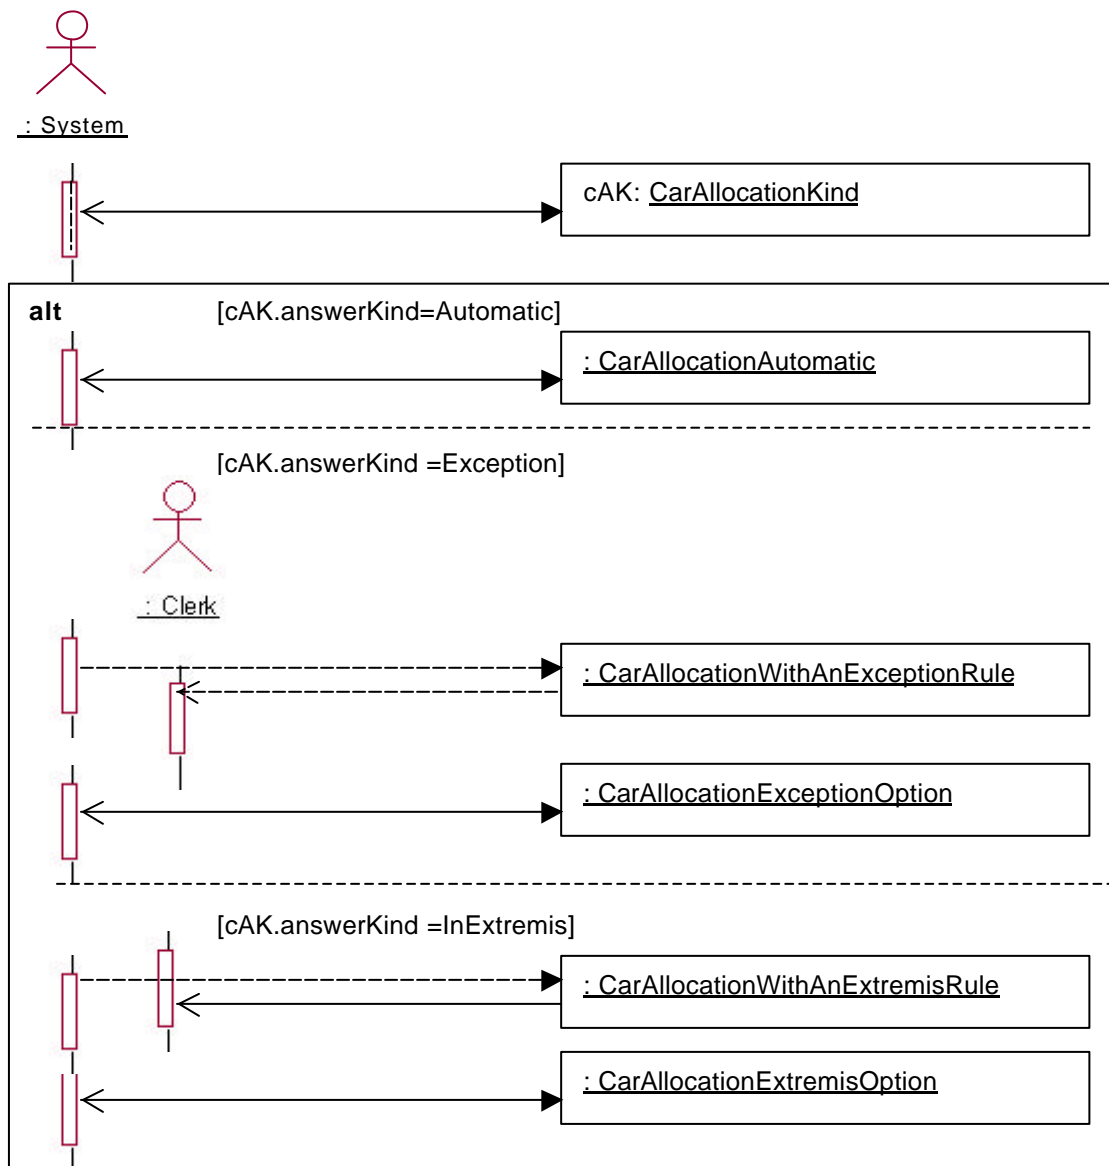 : System
cAK: CarAllocationKind
alt [cAK.answerKind=Automatic]
: CarAllocationAutomatic
[cAK.answerKind =Exception]
: Clerk
: CarAllocationWithAnExceptionRule
: CarAllocationExceptionOption
[cAK.answerKind =InExtremis]
: CarAllocationWithAnExtremisRule
: CarAllocationExtremisOption